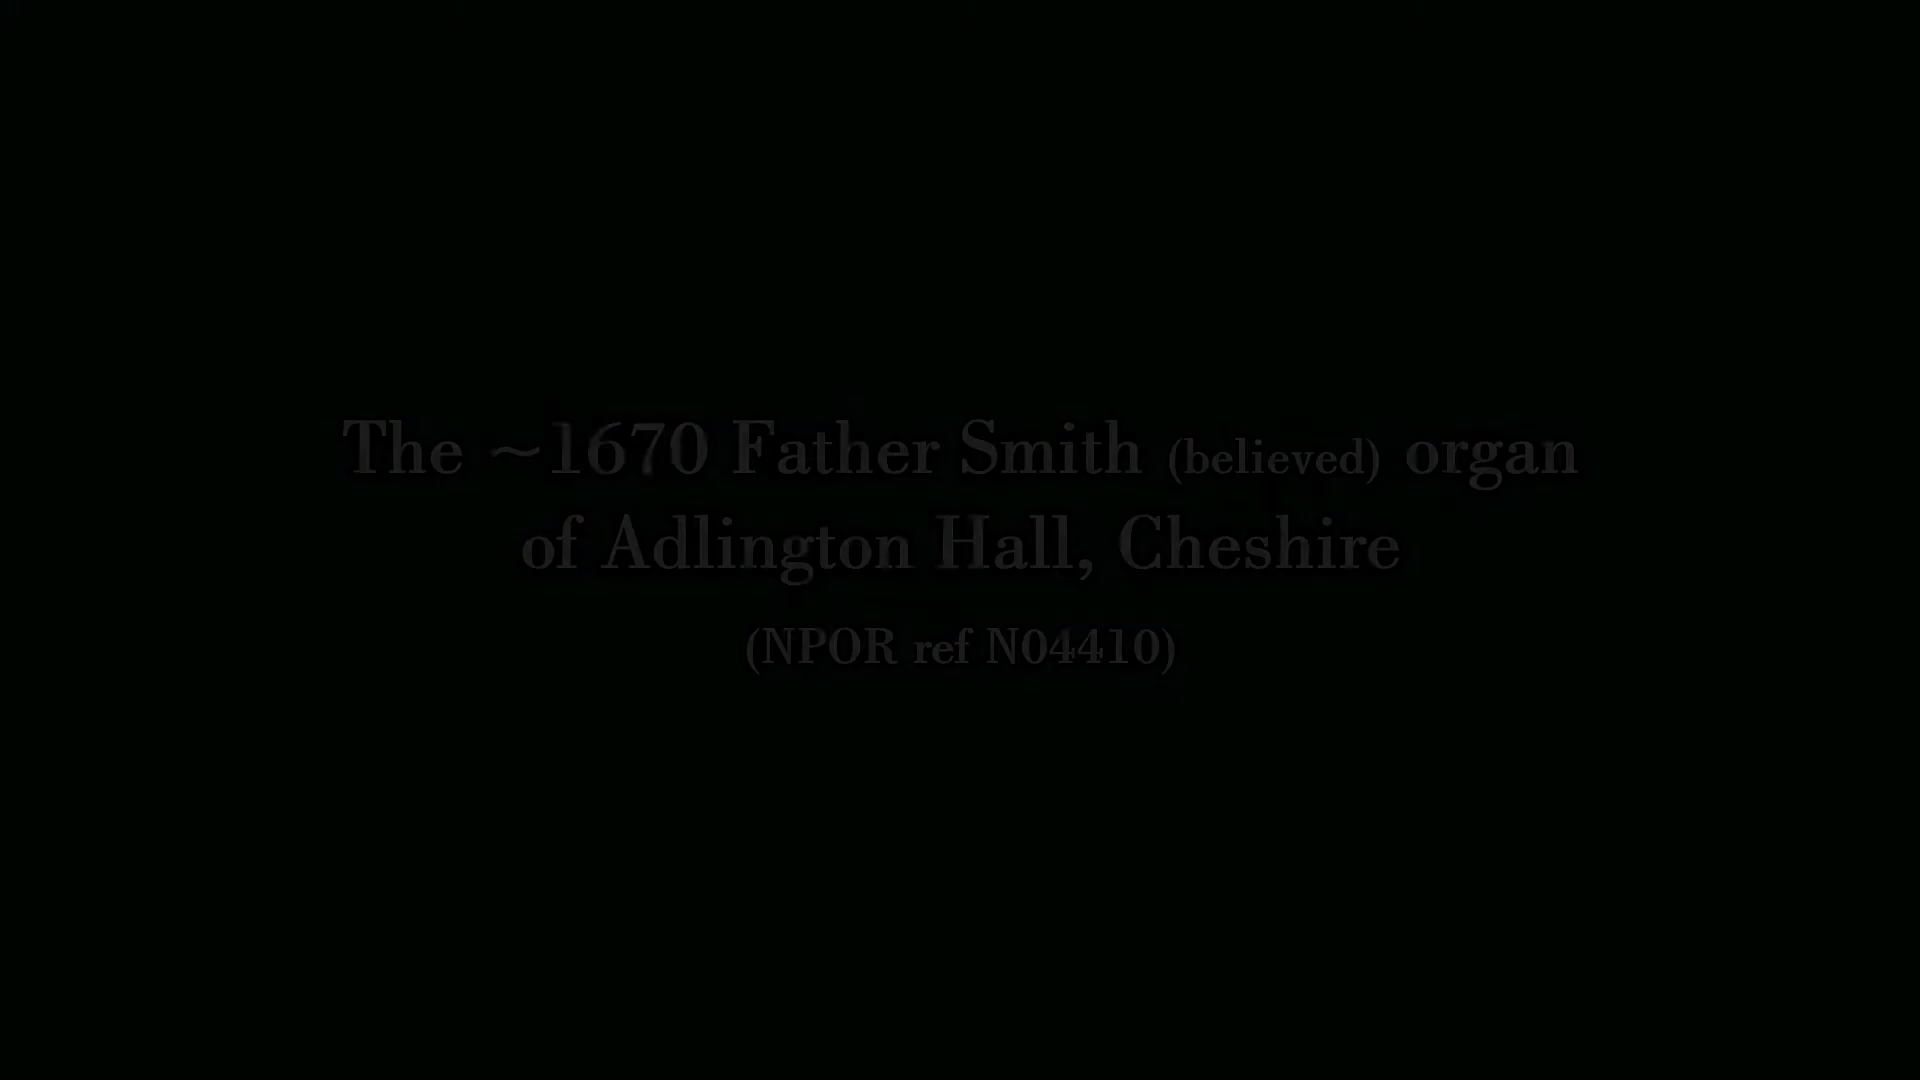 The ~1670 Father Smith (believed) organ
of Adlington Hall, Cheshire
(NPOR ref N04410)